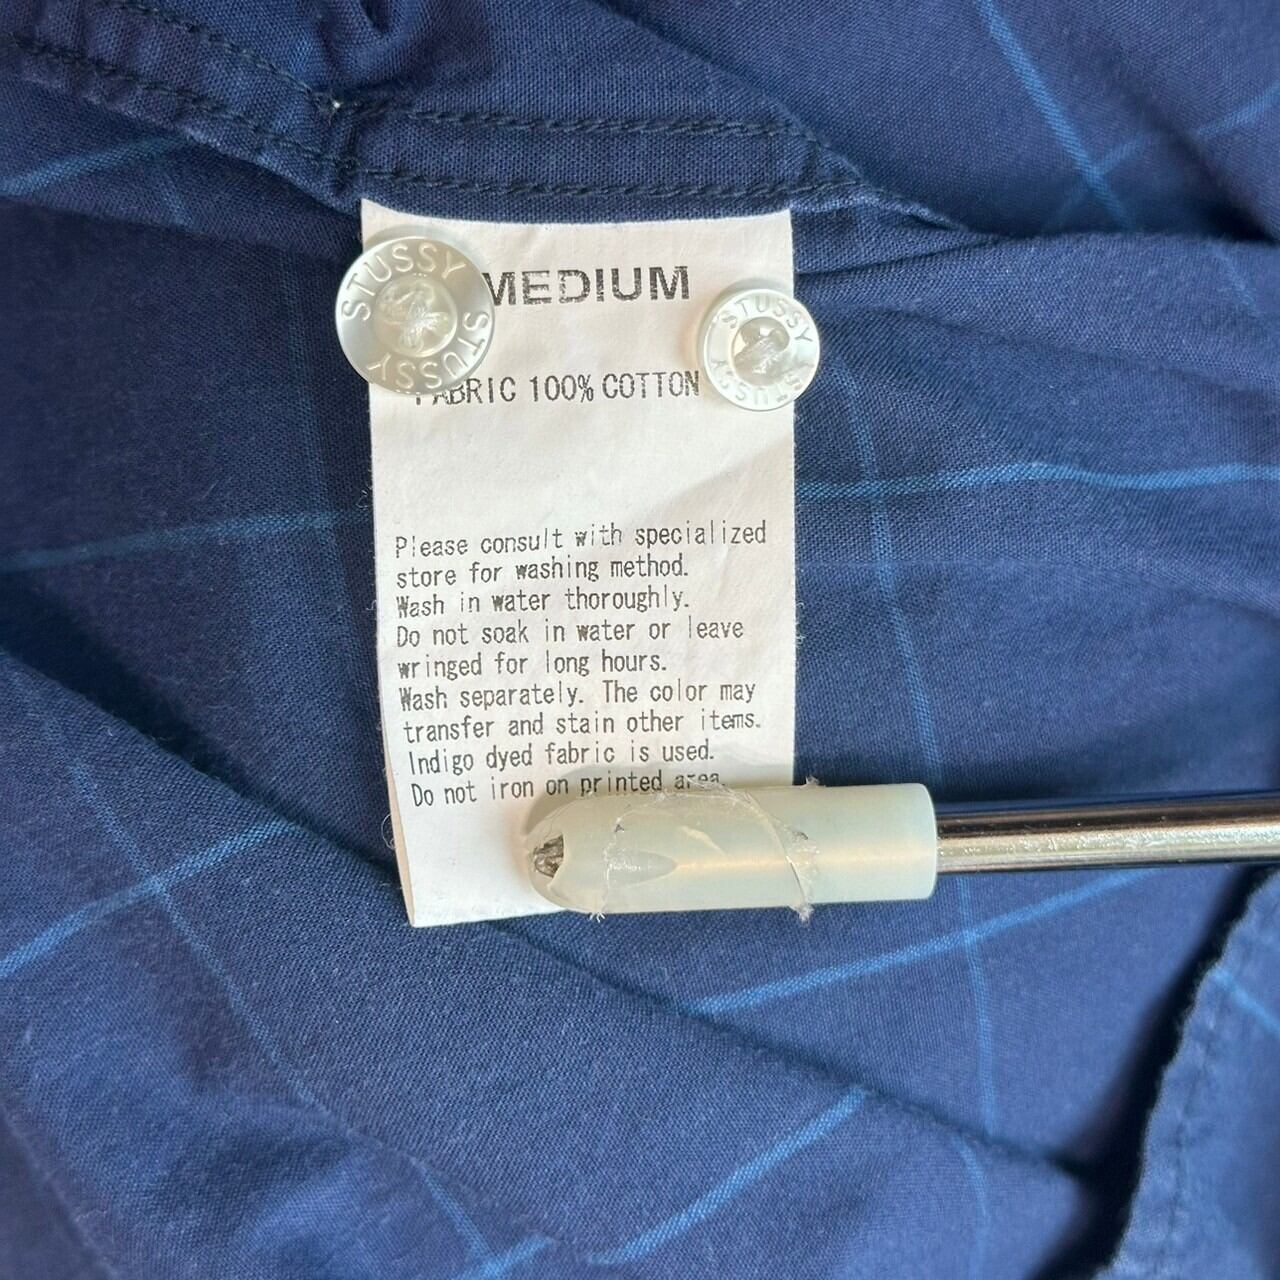 STUSSY STUSSY
MEDIUM
STUSSY STUSSY
FABRIC 100% COTTON
Please consult with specialized
store for washing method.
Wash in water thoroughly.
Do not soak in water or leave
wringed for long hours.
Wash separately. The color may
transfer and stain other items.
Indigo dyed fabric is used.
Do not iron on printed area